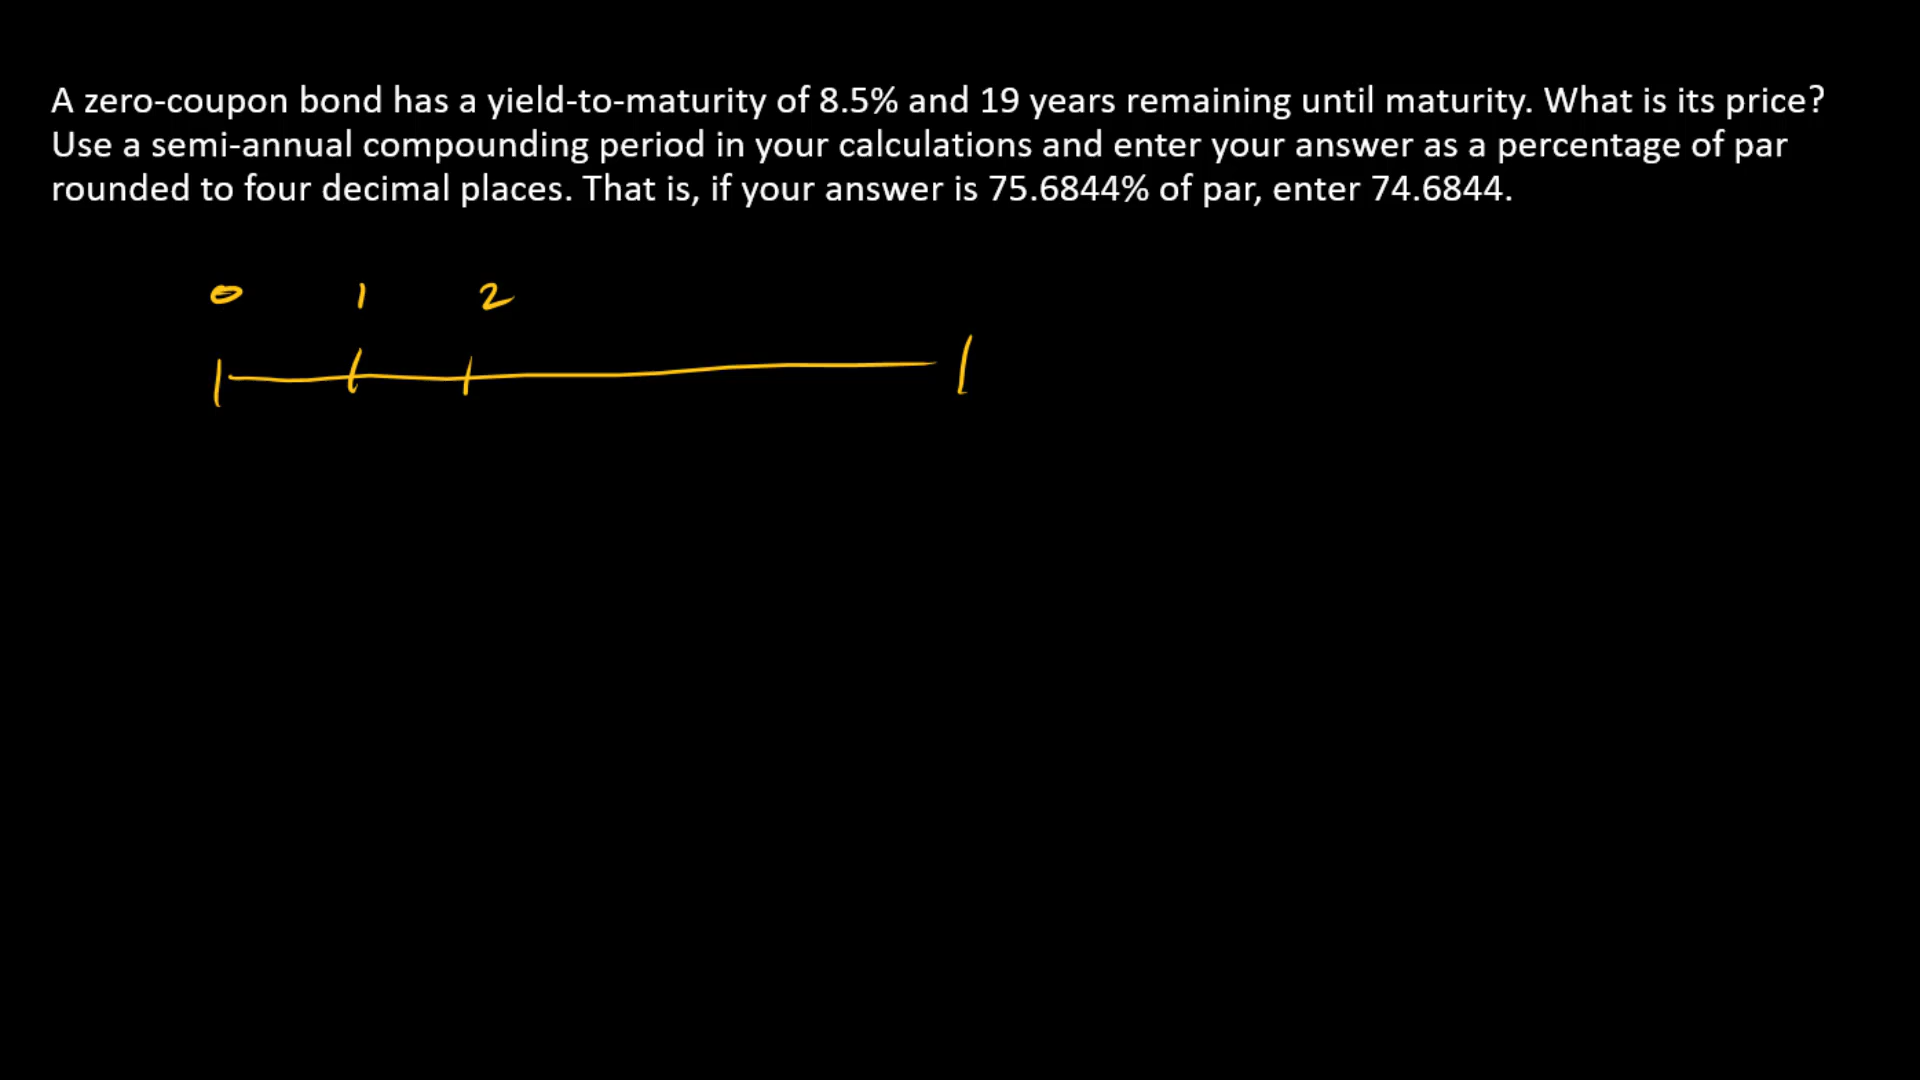 A zero-coupon bond has a yield-to-maturity of 8.5% and 19 years remaining until maturity. What is its price?
Use a semi-annual compounding period in your calculations and enter your answer as a percentage of par
rounded to four decimal places. That is, if your answer is 75.6844% of par, enter 74.6844.
0 1 2